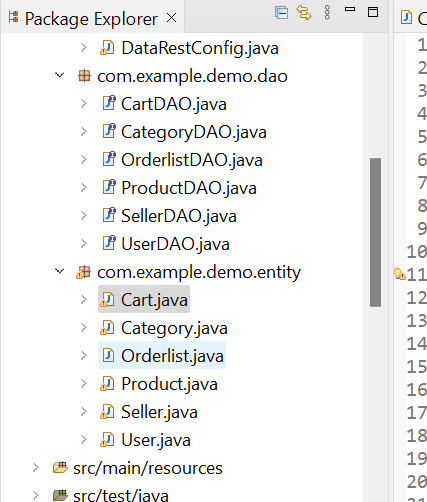 Package Explorer
DataRestConfig.java
com.example.demo.dao
CartDAO.java
CategoryDAO.java
OrderlistDAO.java
ProductDAO.java
SellerDAO.java
UserDAO.java
com.example.demo.entity
Cart.java
Category.java
Orderlist.java
Product.java
Seller.java
User.java
src/main/resources
src/test/java
1
2
3
4
5
6
7
8
9
10
11
12
13
14
15
16
17
18
19
20